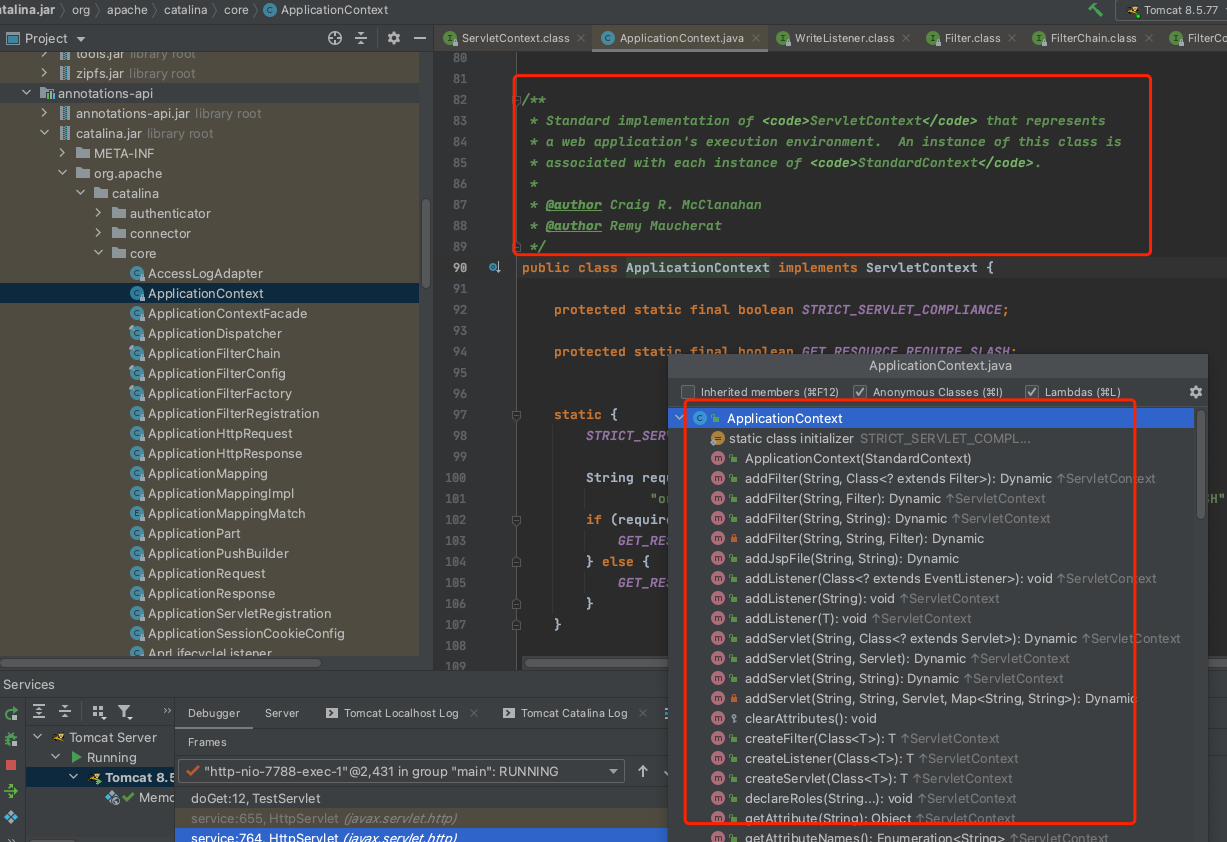 atalina.jar org apache catalina core ApplicationContext
Tomcat 8.5.77
Project
ServletContext.class ApplicationContext.java WriteListener.class Filter.class FilterChain.class FilterCo
tools.jar library root
zipfs.jar library root
annotations-api
annotations-api.jar library root
catalina.jar library root
META-INF
org.apache
catalina
authenticator
connector
core
AccessLogAdapter
ApplicationContext
ApplicationContextFacade
ApplicationDispatcher
ApplicationFilterChain
ApplicationFilterConfig
ApplicationFilterFactory
ApplicationFilterRegistration
ApplicationHttpRequest
ApplicationHttpResponse
ApplicationMapping
ApplicationMappingImpl
ApplicationMappingMatch
ApplicationPart
ApplicationPushBuilder
ApplicationRequest
ApplicationResponse
ApplicationServletRegistration
ApplicationSessionCookieConfig
AprLifecycleListener
80
81
82 /**
83 * Standard implementation of <code>ServletContext</code> that represents
84 * a web application's execution environment.  An instance of this class is
85 * associated with each instance of <code>StandardContext</code>.
86 *
87 * @author Craig R. McClanahan
88 * @author Remy Maucherat
89 */
90 public class ApplicationContext implements ServletContext {
91
92 protected static final boolean STRICT_SERVLET_COMPLIANCE;
93
94 protected static final boolean GET_RESOURCE_REQUIRE_SLASH;
95
96
97 static {
98 STRICT_SERV
99
100 String requ
101 "o SH"
102 if (require
103 GET_RES
104 } else {
105 GET_RES
106 }
107 }
108
109
ApplicationContext.java
Inherited members (⌘F12) Anonymous Classes (⌘I) Lambdas (⌘L)
ApplicationContext
static class initializer STRICT_SERVLET_COMPL...
ApplicationContext(StandardContext)
addFilter(String, Class<? extends Filter>): Dynamic ↑ServletContext
addFilter(String, Filter): Dynamic ↑ServletContext
addFilter(String, String): Dynamic ↑ServletContext
addFilter(String, String, Filter): Dynamic
addJspFile(String, String): Dynamic
addListener(Class<? extends EventListener>): void ↑ServletContext
addListener(String): void ↑ServletContext
addListener(T): void ↑ServletContext
addServlet(String, Class<? extends Servlet>): Dynamic ↑ServletContext
addServlet(String, Servlet): Dynamic ↑ServletContext
addServlet(String, String): Dynamic ↑ServletContext
addServlet(String, String, Servlet, Map<String, String>): Dynamic
clearAttributes(): void
createFilter(Class<T>): T ↑ServletContext
createListener(Class<T>): T ↑ServletContext
createServlet(Class<T>): T ↑ServletContext
declareRoles(String...): void ↑ServletContext
getAttribute(String): Object ↑ServletContext
getAttributeNames(): Enumeration<String> ↑ServletContext
Services
Debugger Server Tomcat Localhost Log Tomcat Catalina Log
Tomcat Server
Running
Tomcat 8.5
Memo
Frames
"http-nio-7788-exec-1"@2,431 in group "main": RUNNING
doGet:12, TestServlet
service:655, HttpServlet (javax.servlet.http)
service:764, HttpServlet (javax.servlet.http)